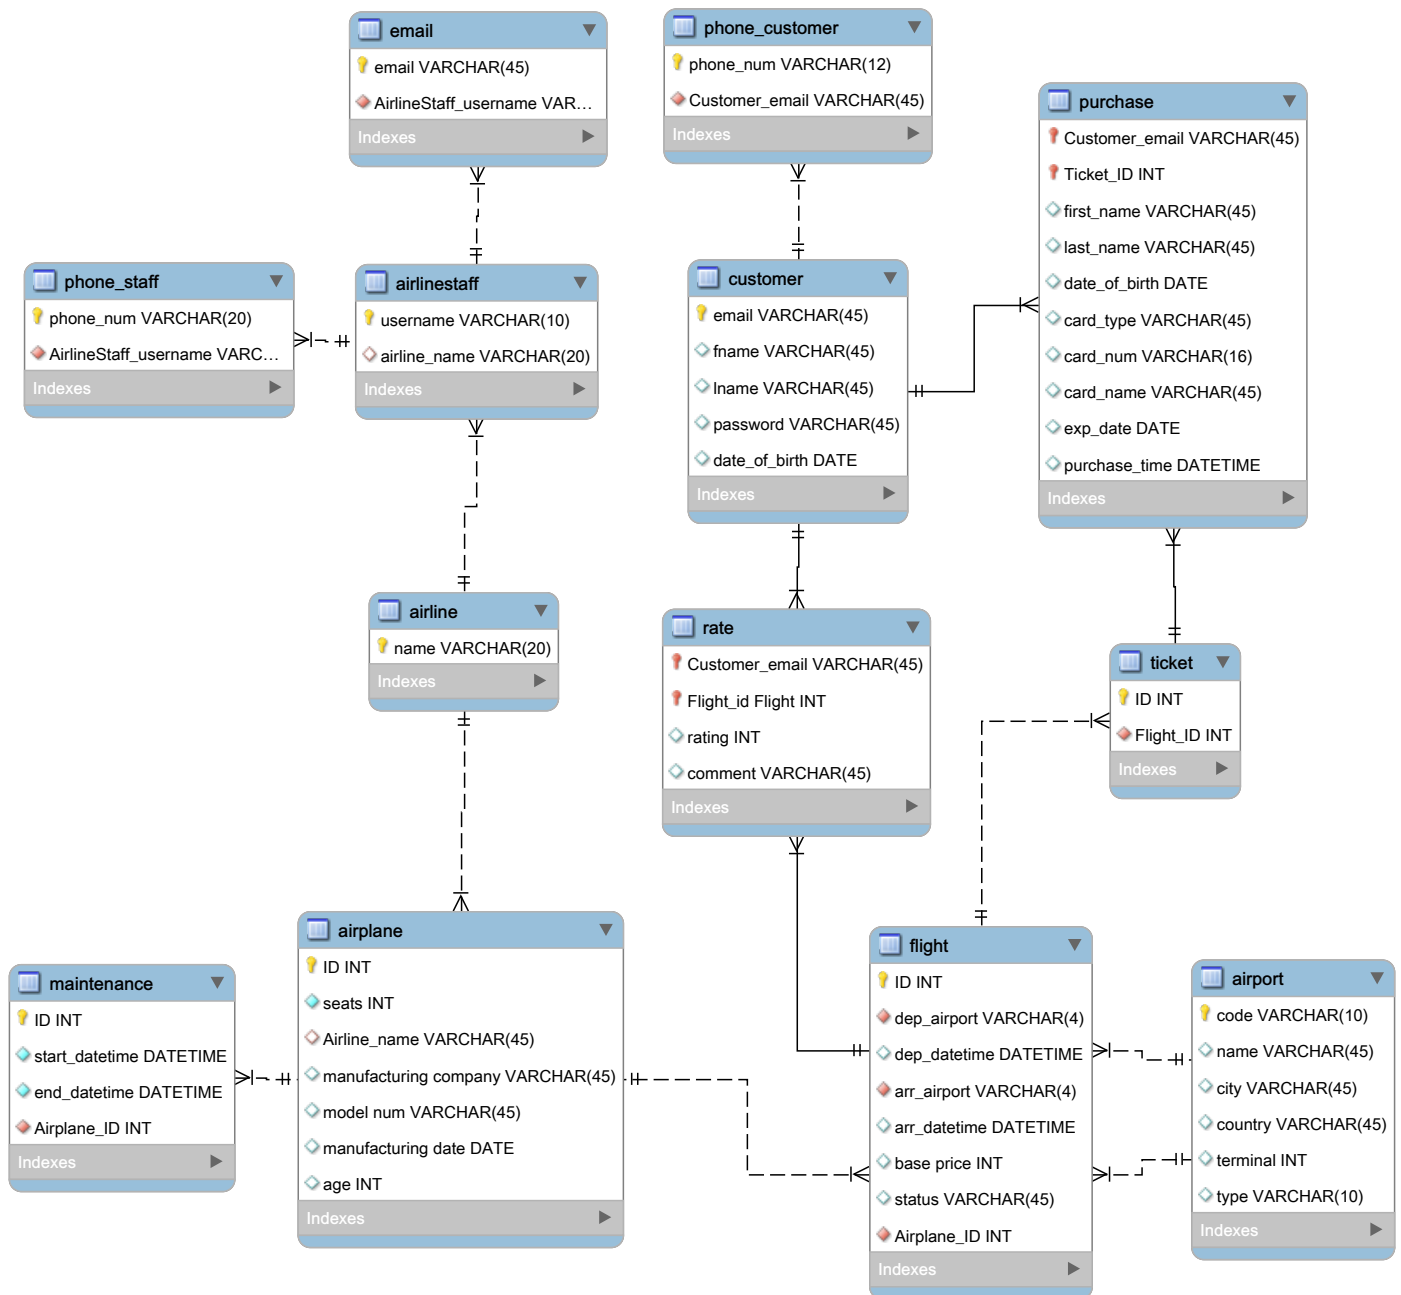 email
email VARCHAR(45)
AirlineStaff_username VAR...
Indexes
phone_customer
phone_num VARCHAR(12)
Customer_email VARCHAR(45)
Indexes
purchase
Customer_email VARCHAR(45)
Ticket_ID INT
first_name VARCHAR(45)
last_name VARCHAR(45)
date_of_birth DATE
card_type VARCHAR(45)
card_num VARCHAR(16)
card_name VARCHAR(45)
exp_date DATE
purchase_time DATETIME
Indexes
phone_staff
phone_num VARCHAR(20)
AirlineStaff_username VARC...
Indexes
airlinestaff
username VARCHAR(10)
airline_name VARCHAR(20)
Indexes
customer
email VARCHAR(45)
fname VARCHAR(45)
lname VARCHAR(45)
password VARCHAR(45)
date_of_birth DATE
Indexes
airline
name VARCHAR(20)
Indexes
rate
Customer_email VARCHAR(45)
Flight_id Flight INT
rating INT
comment VARCHAR(45)
Indexes
ticket
ID INT
Flight_ID INT
Indexes
maintenance
ID INT
start_datetime DATETIME
end_datetime DATETIME
Airplane_ID INT
Indexes
airplane
ID INT
seats INT
Airline_name VARCHAR(45)
manufacturing company VARCHAR(45)
model num VARCHAR(45)
manufacturing date DATE
age INT
Indexes
flight
ID INT
dep_airport VARCHAR(4)
dep_datetime DATETIME
arr_airport VARCHAR(4)
arr_datetime DATETIME
base price INT
status VARCHAR(45)
Airplane_ID INT
Indexes
airport
code VARCHAR(10)
name VARCHAR(45)
city VARCHAR(45)
country VARCHAR(45)
terminal INT
type VARCHAR(10)
Indexes